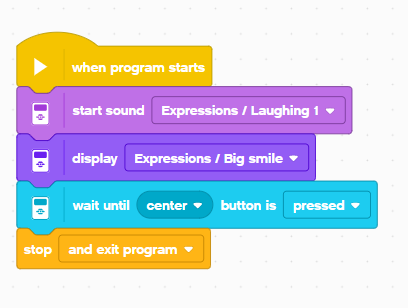 when program starts
start sound Expressions / Laughing 1
display Expressions / Big smile
wait until center button is pressed
stop and exit program